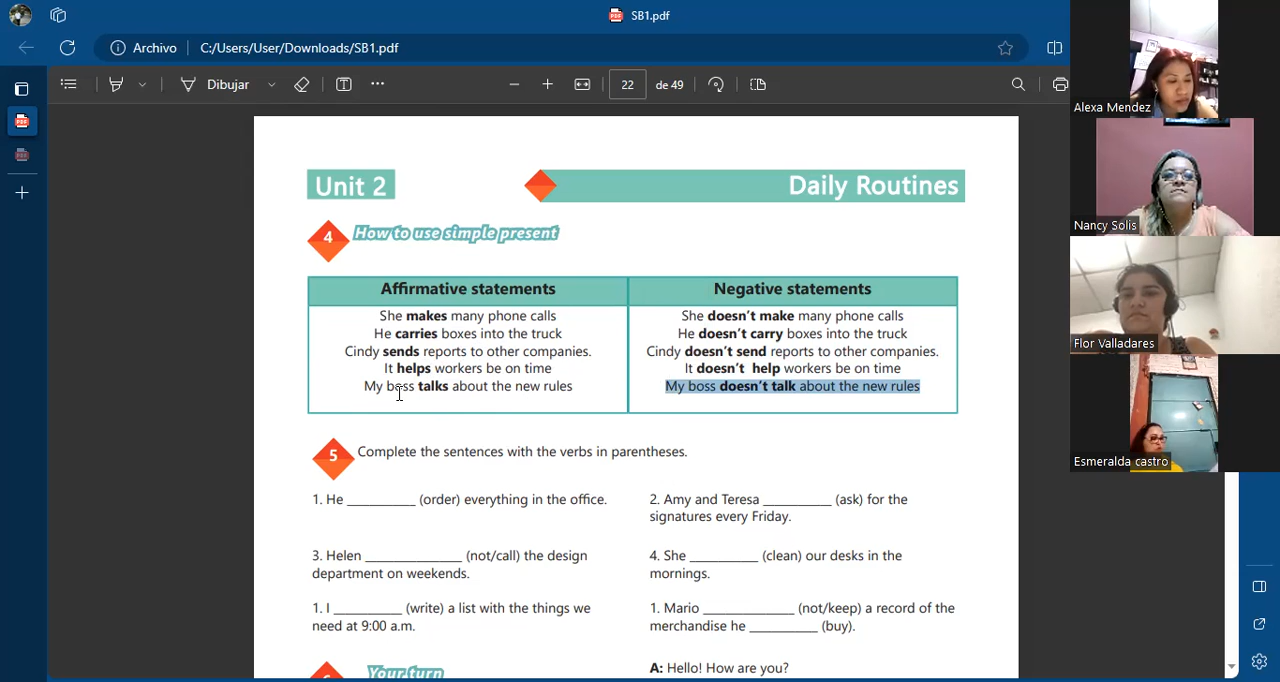 SB1.pdf
Archivo C:/Users/User/Downloads/SB1.pdf
Dibujar 22 de 49
Unit 2 Daily Routines
4 How to use simple present
Affirmative statements
She makes many phone calls
He carries boxes into the truck
Cindy sends reports to other companies.
It helps workers be on time
My boss talks about the new rules
Negative statements
She doesn't make many phone calls
He doesn't carry boxes into the truck
Cindy doesn't send reports to other companies.
It doesn't help workers be on time
My boss doesn't talk about the new rules
5 Complete the sentences with the verbs in parentheses.
1. He __________ (order) everything in the office.
2. Amy and Teresa __________ (ask) for the
signatures every Friday.
3. Helen ______________ (not/call) the design
department on weekends.
4. She __________ (clean) our desks in the
mornings.
1. I __________ (write) a list with the things we
need at 9:00 a.m.
1. Mario _____________ (not/keep) a record of the
merchandise he __________ (buy).
Your turn
A: Hello! How are you?
Alexa Mendez
Nancy Solis
Flor Valladares
Esmeralda castro